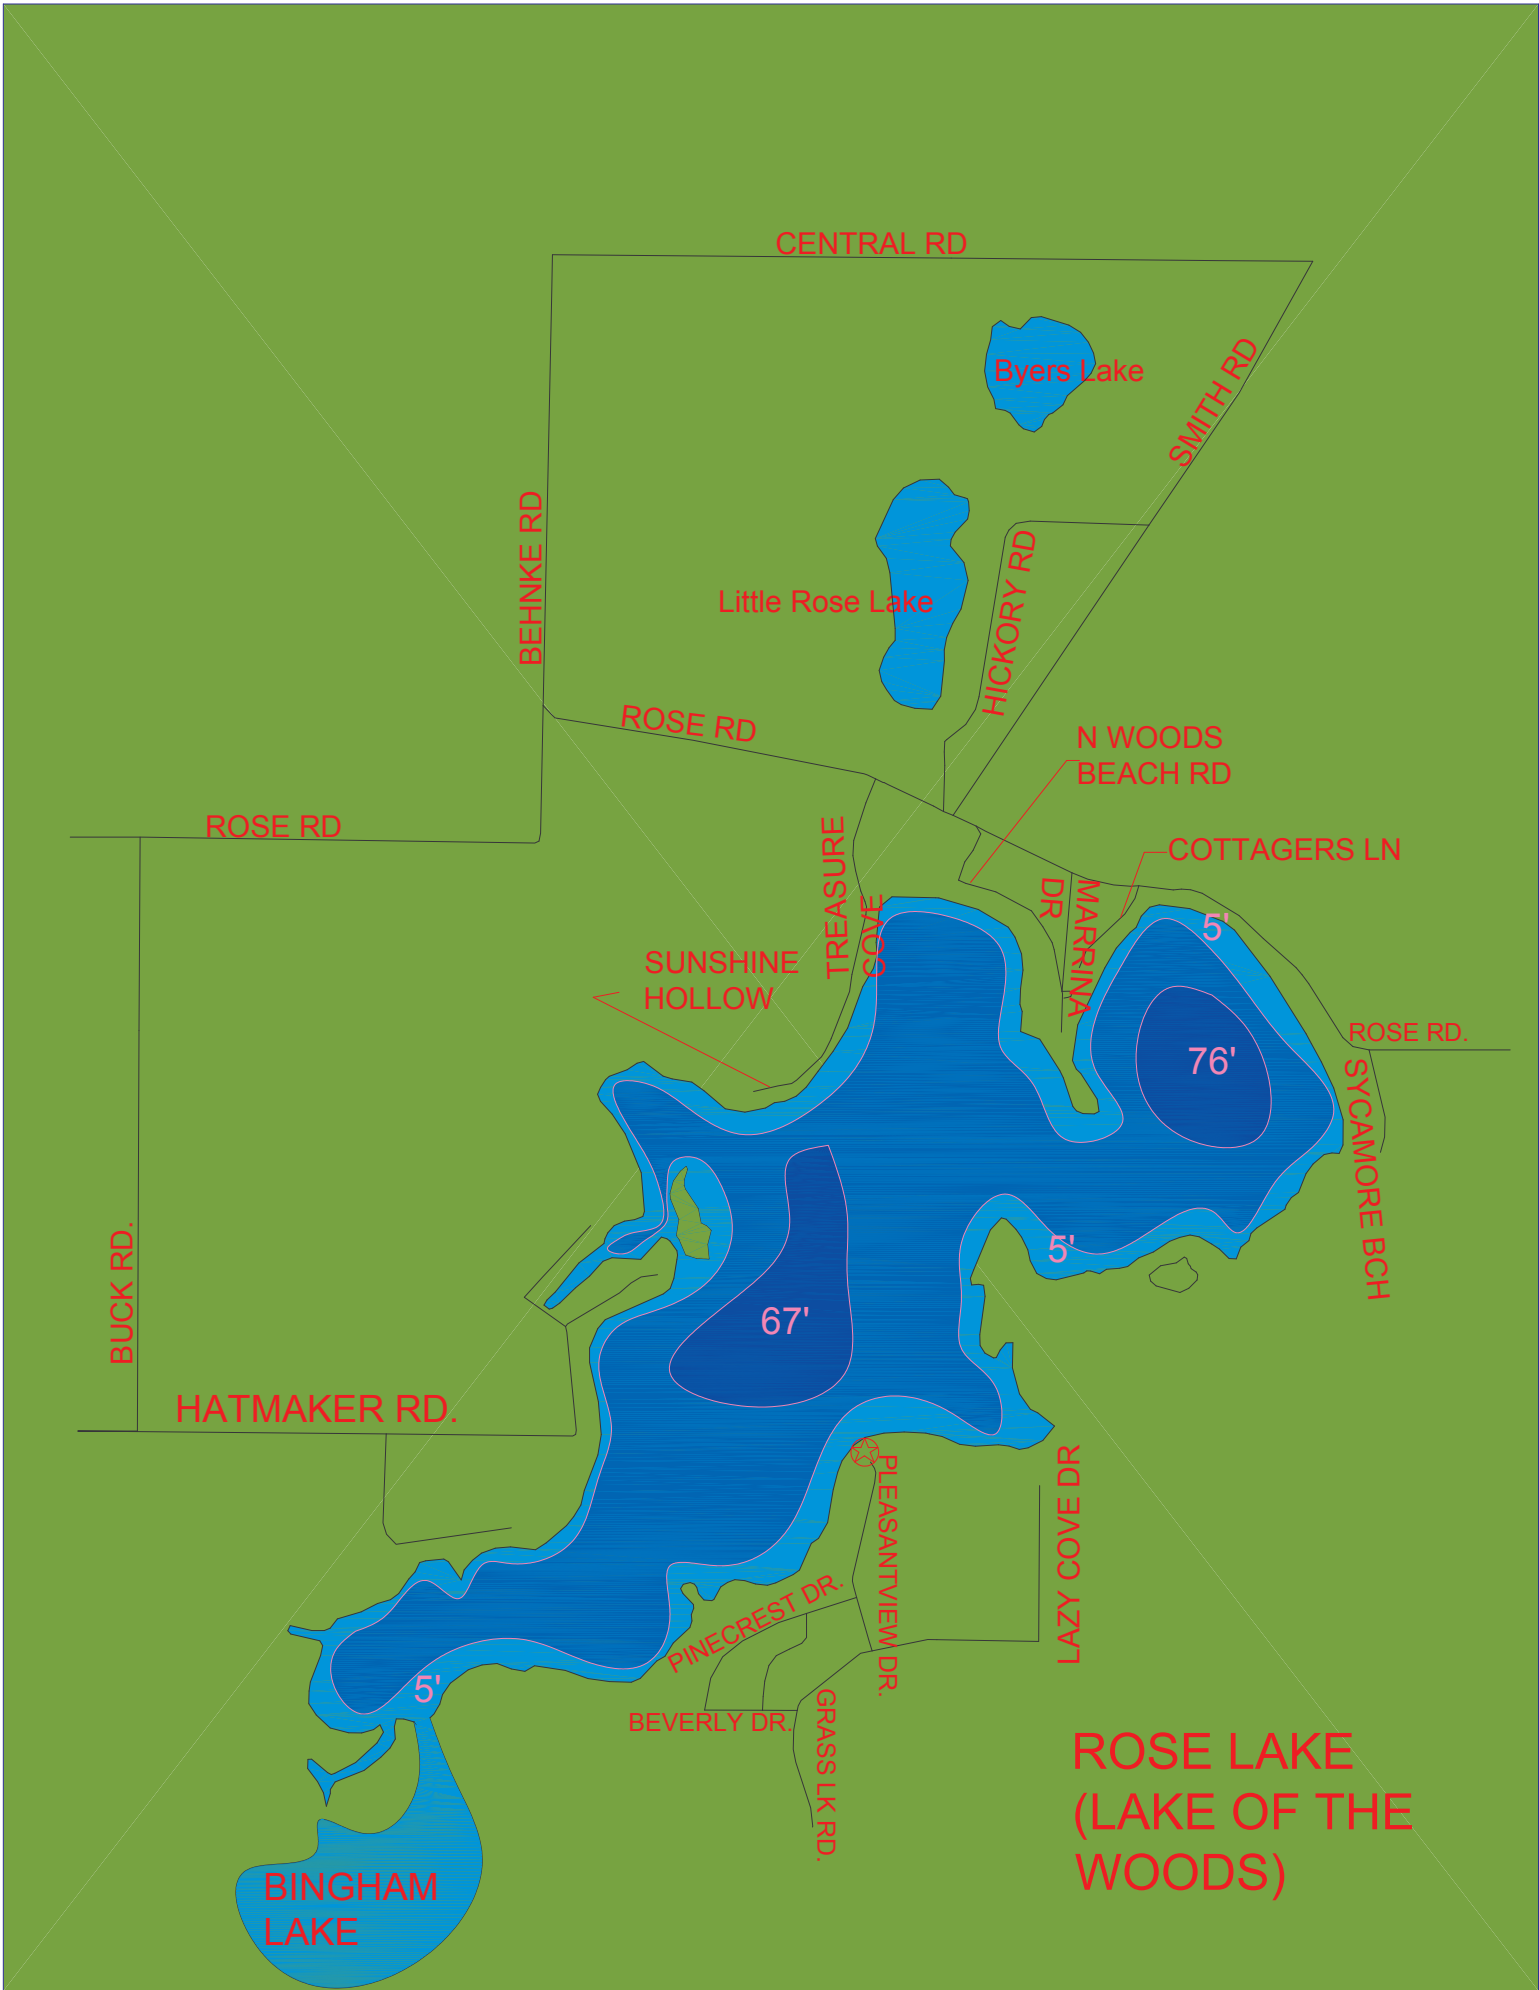 CENTRAL RD
Byers Lake
SMITH RD
BEHNKE RD
HICKORY RD
Little Rose Lake
ROSE RD
N WOODS
BEACH RD
ROSE RD
TREASURE
COVE
COTTAGERS LN
MARRINA
DR
5'
SUNSHINE
HOLLOW
ROSE RD.
76'
SYCAMORE BCH
BUCK RD.
5'
67'
HATMAKER RD.
PLEASANTVIEW DR.
LAZY COVE DR
PINECREST DR.
5'
BEVERLY DR.
GRASS LK RD.
ROSE LAKE
(LAKE OF THE
WOODS)
BINGHAM
LAKE